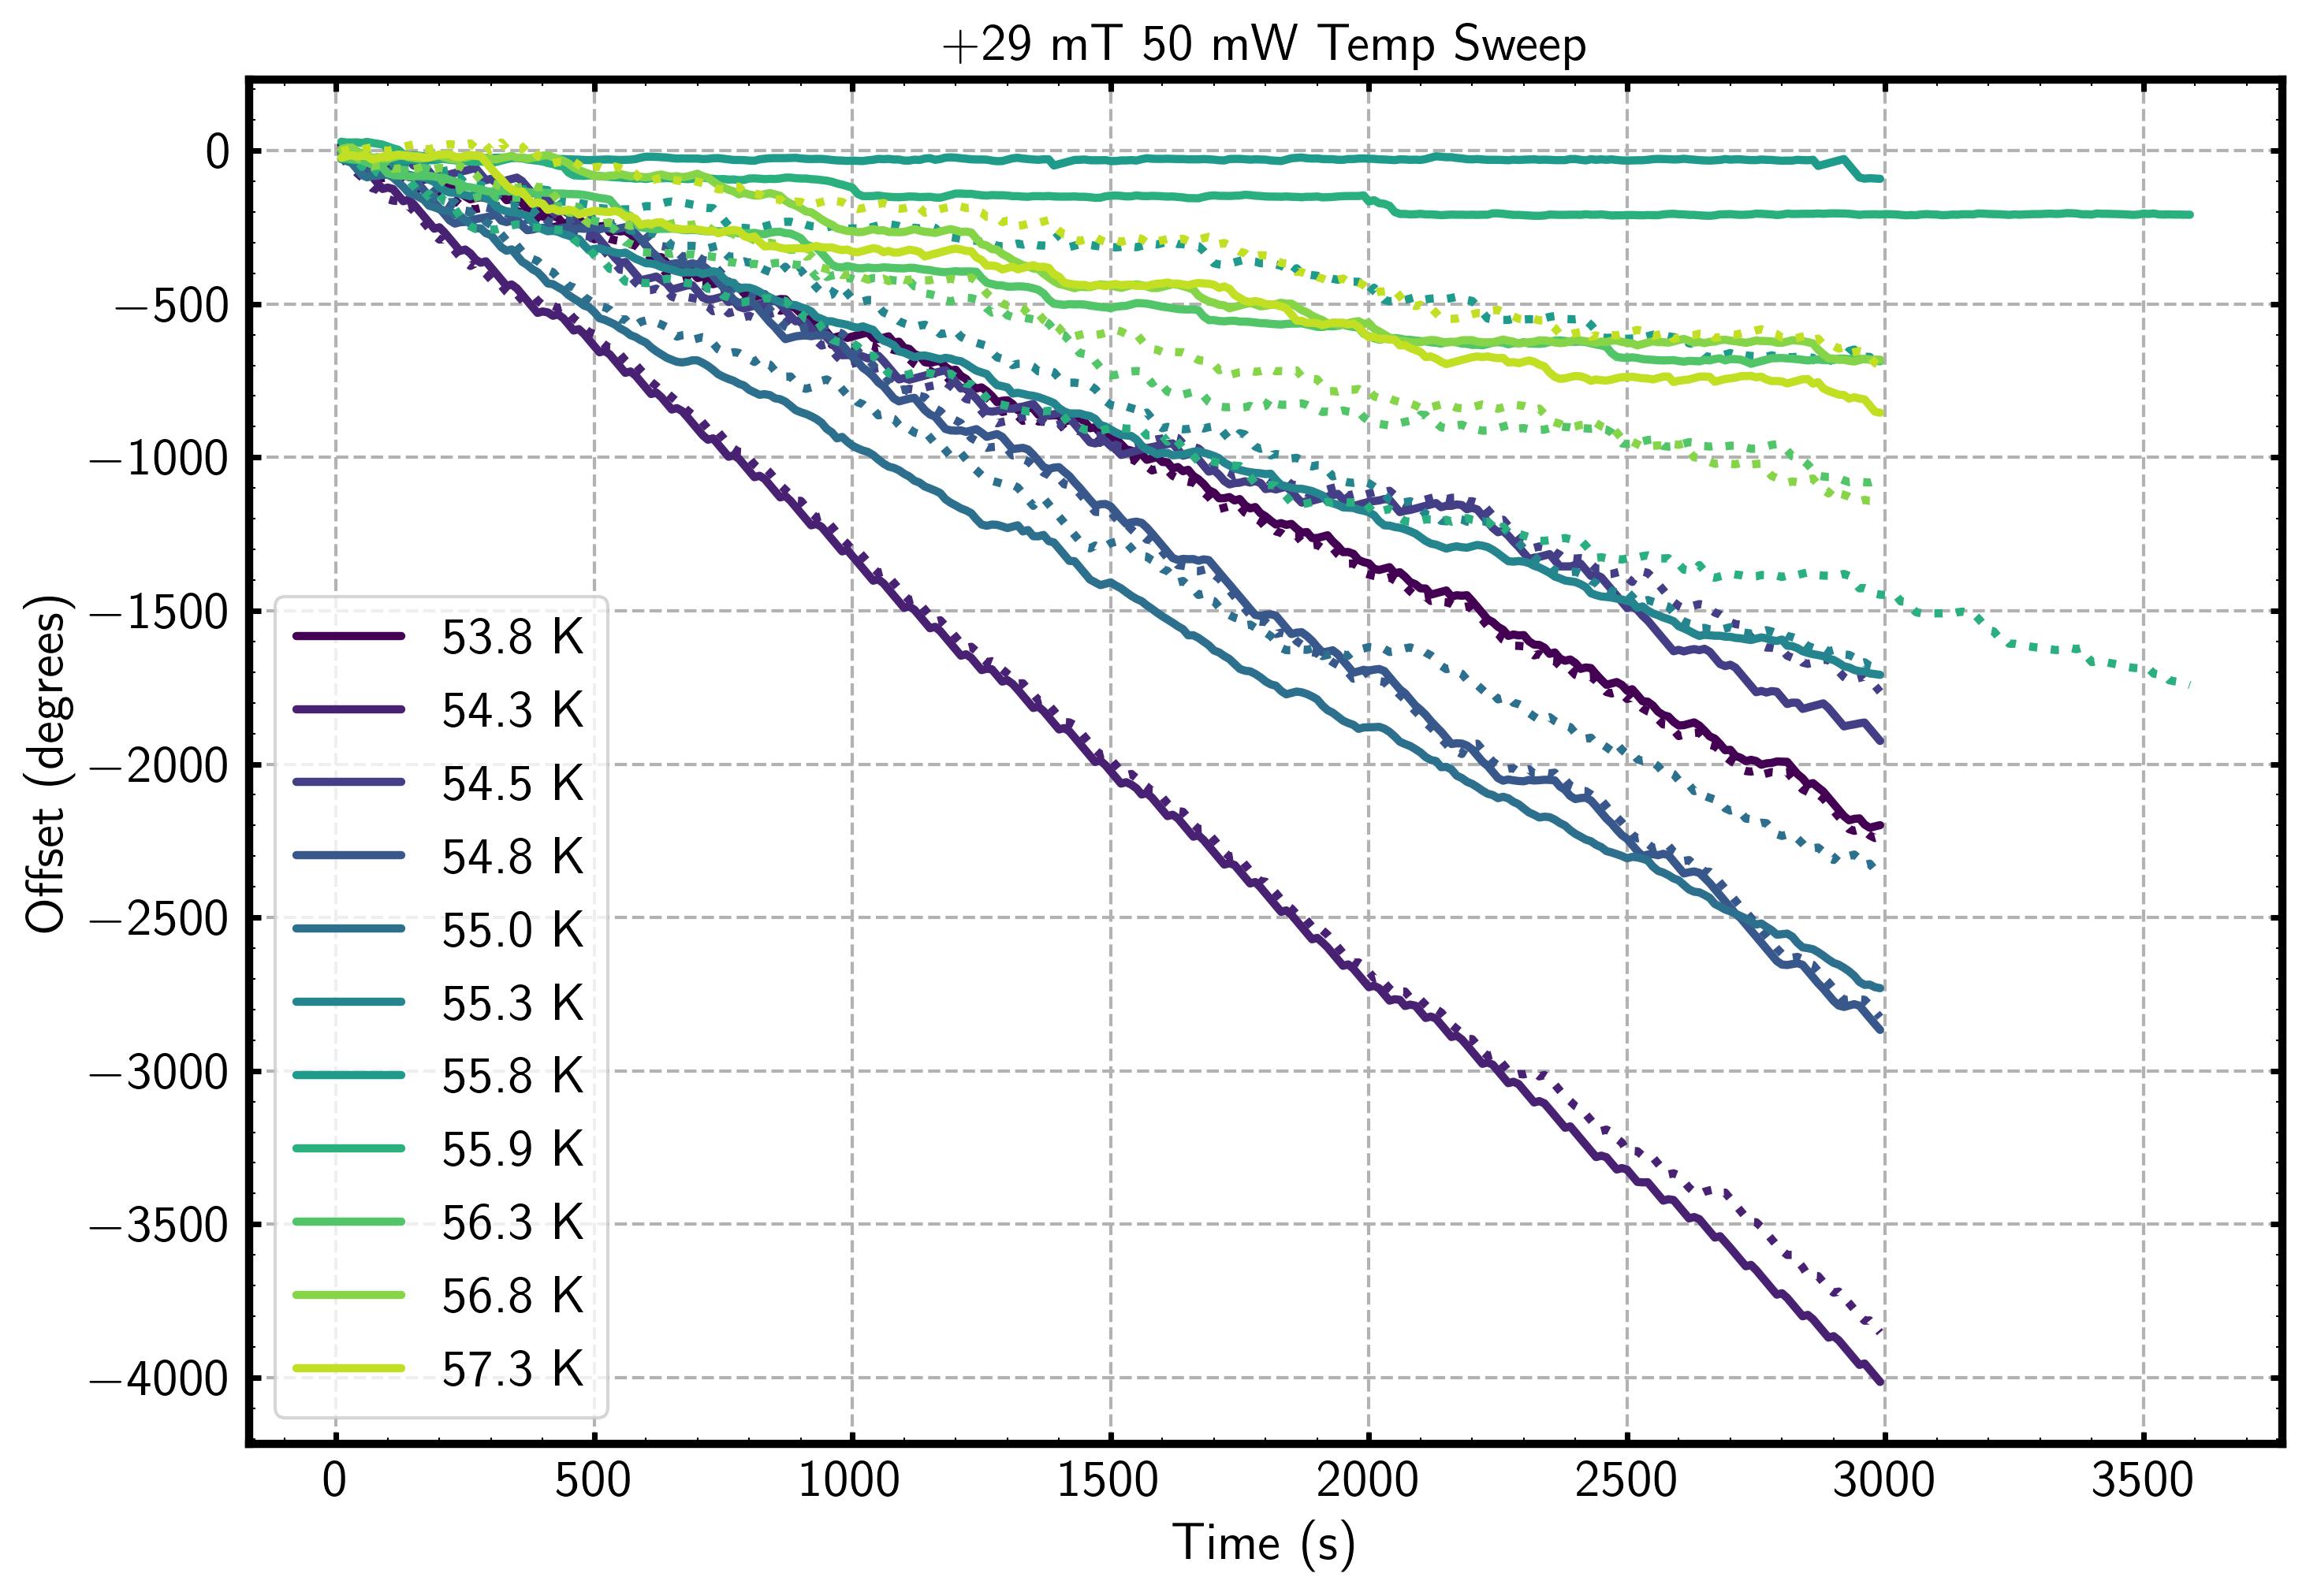 +29 mT 50 mW Temp Sweep
Offset (degrees)
0
−500
−1000
−1500
−2000
−2500
−3000
−3500
−4000
53.8 K
54.3 K
54.5 K
54.8 K
55.0 K
55.3 K
55.8 K
55.9 K
56.3 K
56.8 K
57.3 K
0 500 1000 1500 2000 2500 3000 3500
Time (s)